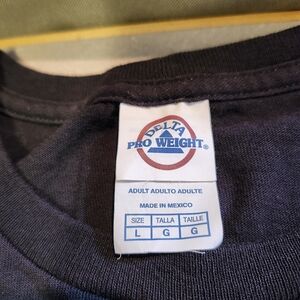 DELTA
PRO WEIGHT®
ADULT ADULTO ADULTE
MADE IN MEXICO
SIZE TALLA TAILLE
L G G